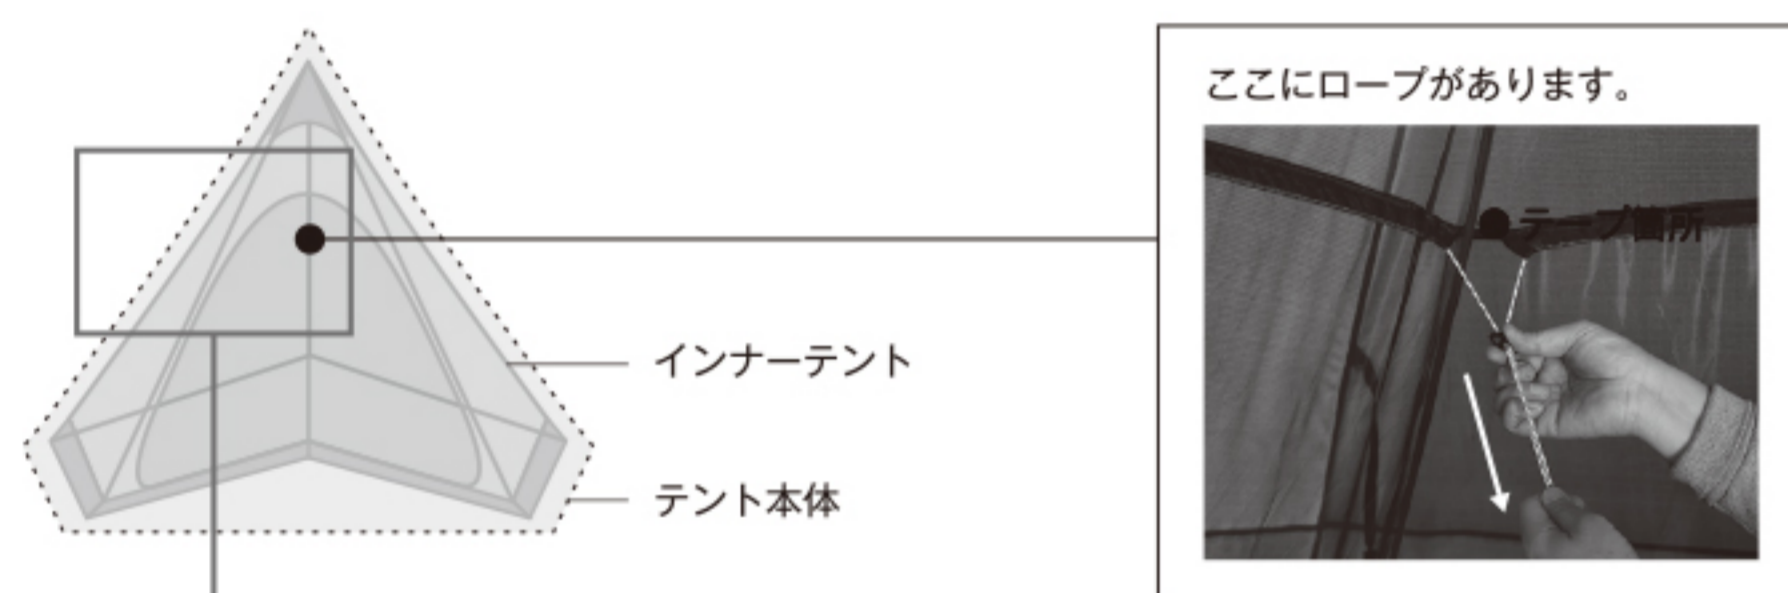 ここにロープがあります。
●テープ箇所
インナーテント
テント本体